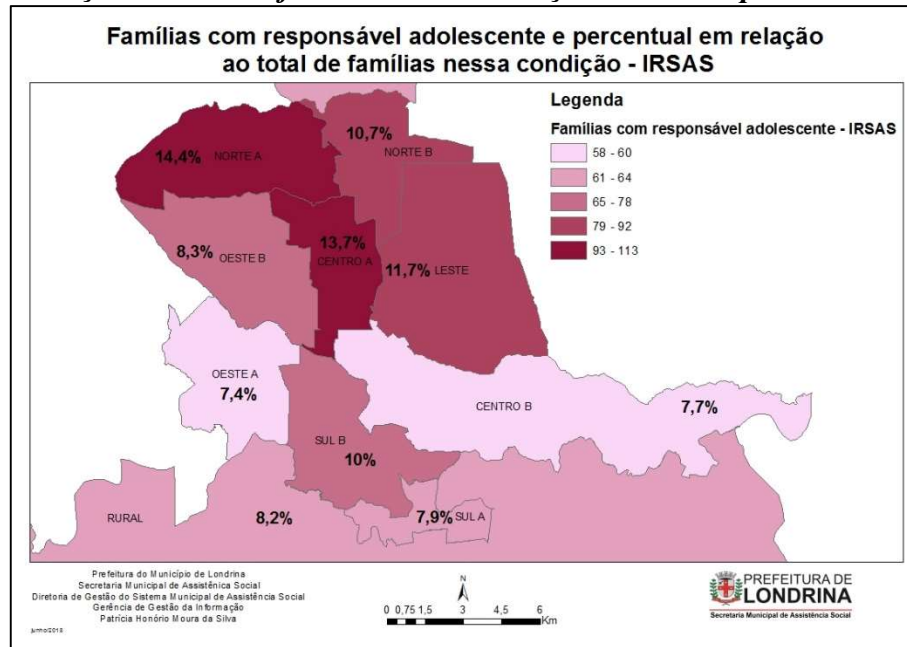 Famílias com responsável adolescente e percentual em relação
ao total de famílias nessa condição - IRSAS
Legenda
Famílias com responsável adolescente - IRSAS
58 - 60
61 - 64
65 - 78
79 - 92
93 - 113
10,7%
NORTE B
14,4% NORTE A
8,3% OESTE B
13,7%
CENTRO A
11,7% LESTE
OESTE A
7,4%
CENTRO B
7,7%
SUL B
10%
RURAL
8,2%
7,9% SUL A
Prefeitura do Município de Londrina
Secretaria Municipal de Assistênica Social
Diretoria de Gestão do Sistema Municipal de Assistência Social
Gerência de Gestão da Informação
Patrícia Honório Moura da Silva
N
0 0,75 1,5 3 4,5 6
Km
PREFEITURA DE
LONDRINA
Secretaria Municipal de Assistência Social